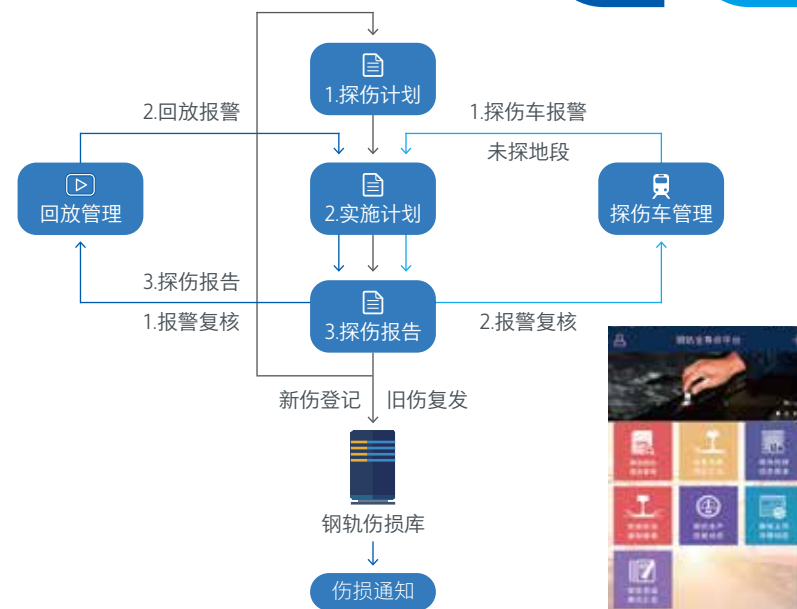 1.探伤计划
2.回放报警
1.探伤车报警
未探地段
回放管理
2.实施计划
探伤车管理
3.探伤报告
1.报警复核
3.探伤报告
2.报警复核
新伤登记
旧伤复发
钢轨伤损库
伤损通知